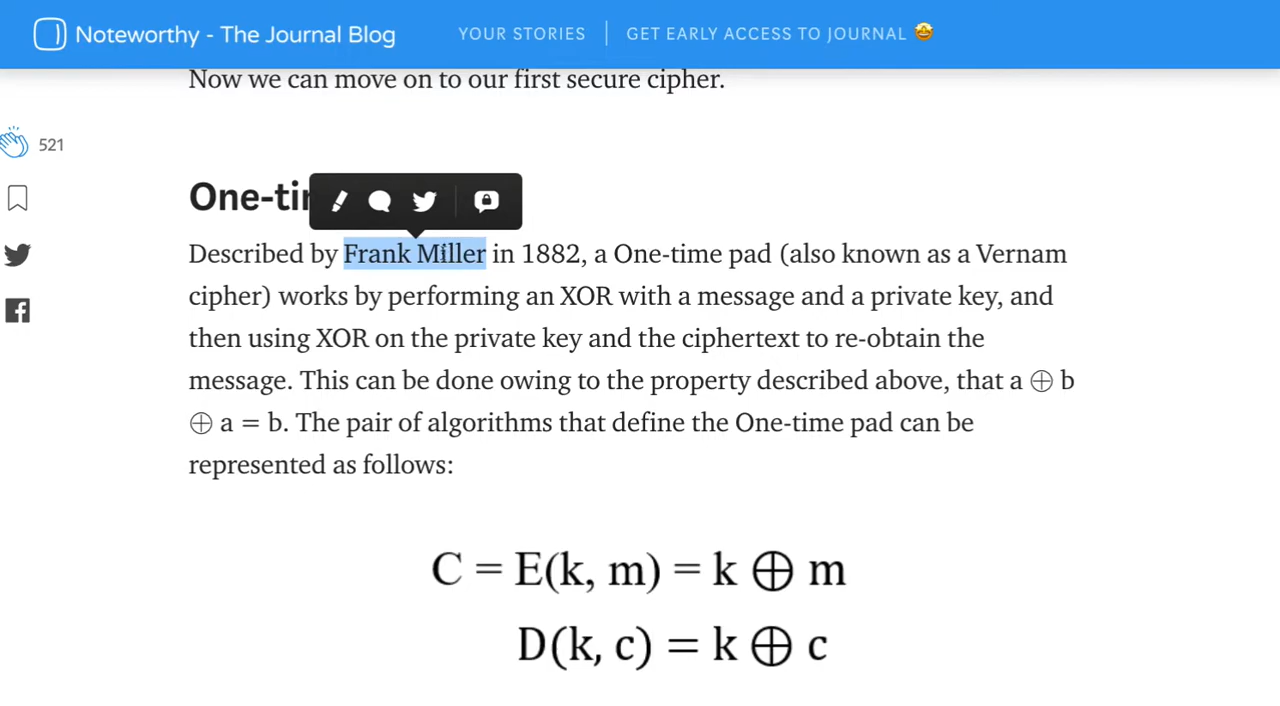 Noteworthy - The Journal Blog
YOUR STORIES
GET EARLY ACCESS TO JOURNAL 🤩
Now we can move on to our first secure cipher.
521
One-ti
Described by Frank Miller in 1882, a One-time pad (also known as a Vernam
cipher) works by performing an XOR with a message and a private key, and
then using XOR on the private key and the ciphertext to re-obtain the
message. This can be done owing to the property described above, that a ⊕ b
⊕ a = b. The pair of algorithms that define the One-time pad can be
represented as follows:
C = E(k, m) = k ⊕ m
D(k, c) = k ⊕ c